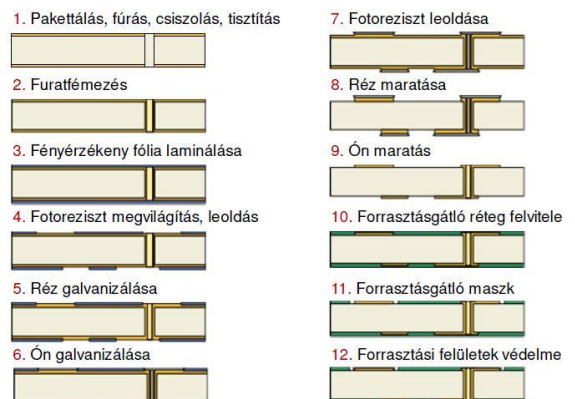 1. Pakettálás, fúrás, csiszolás, tisztítás
2. Furatfémezés
3. Fényérzékeny fólia laminálása
4. Fotoreziszt megvilágítás, leoldás
5. Réz galvanizálása
6. Ón galvanizálása
7. Fotoreziszt leoldása
8. Réz maratása
9. Ón maratás
10. Forrasztásgátló réteg felvitele
11. Forrasztásgátló maszk
12. Forrasztási felületek védelme